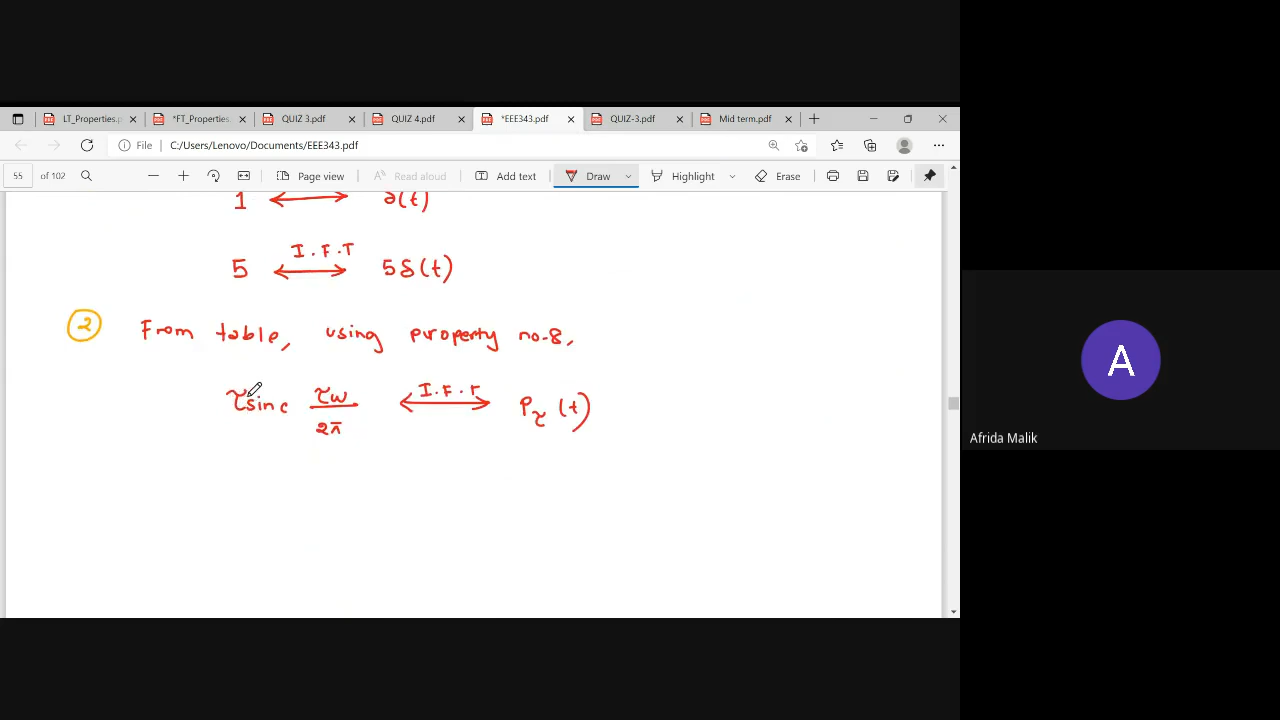 LT_Properties.p
*FT_Properties.
QUIZ 3.pdf
QUIZ 4.pdf
*EEE343.pdf
QUIZ-3.pdf
Mid term.pdf
File C:/Users/Lenovo/Documents/EEE343.pdf
55 of 102 Page view Read aloud Add text Draw Highlight Erase
1 ⟷ δ(t)
5 ⟷ I.F.T 5δ(t)
2 From table, using property no-8,
τ sinc τω/2π ⟷ I.F.T Pτ(t)
A
Afrida Malik